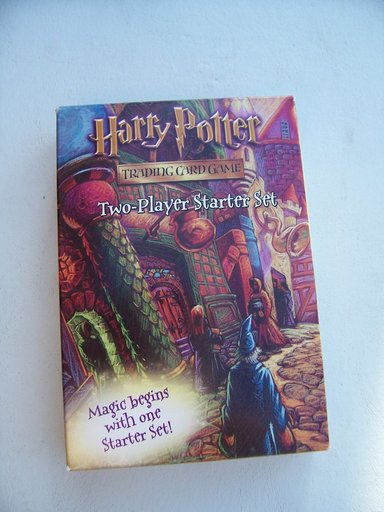 Harry Potter
TRADING CARD GAME
Two-Player Starter Set
Magic begins
with one
Starter Set!